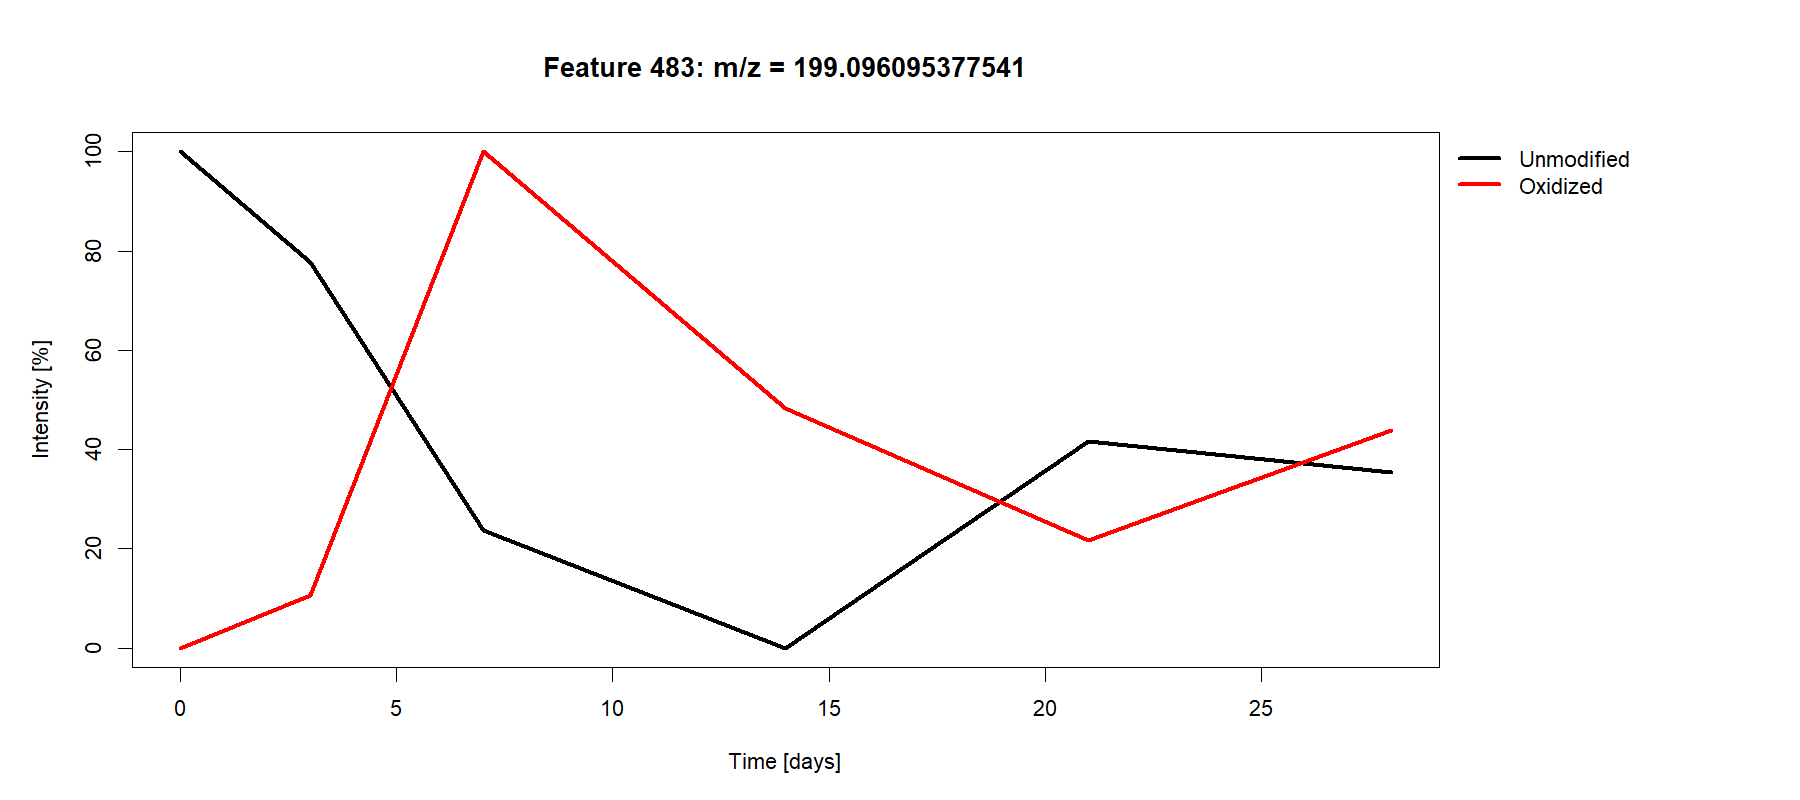 Feature 483: m/z = 199.096095377541
Unmodified
Oxidized
Intensity [%]
100
80
60
40
20
0
0 5 10 15 20 25
Time [days]